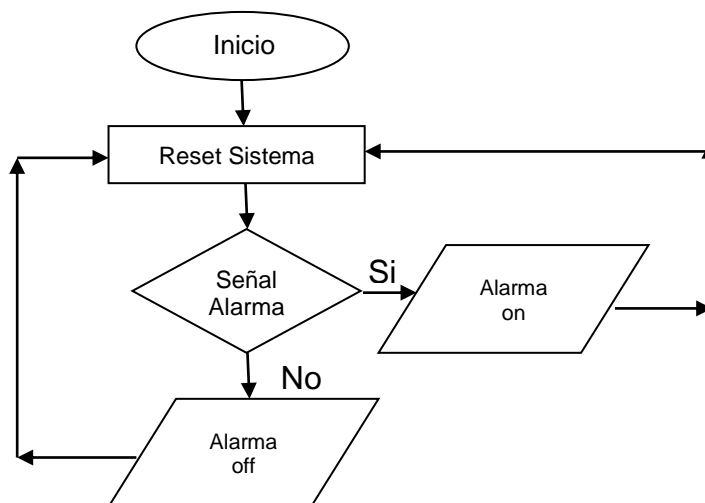 Inicio
Reset Sistema
Señal
Alarma
Si
Alarma
on
No
Alarma
off